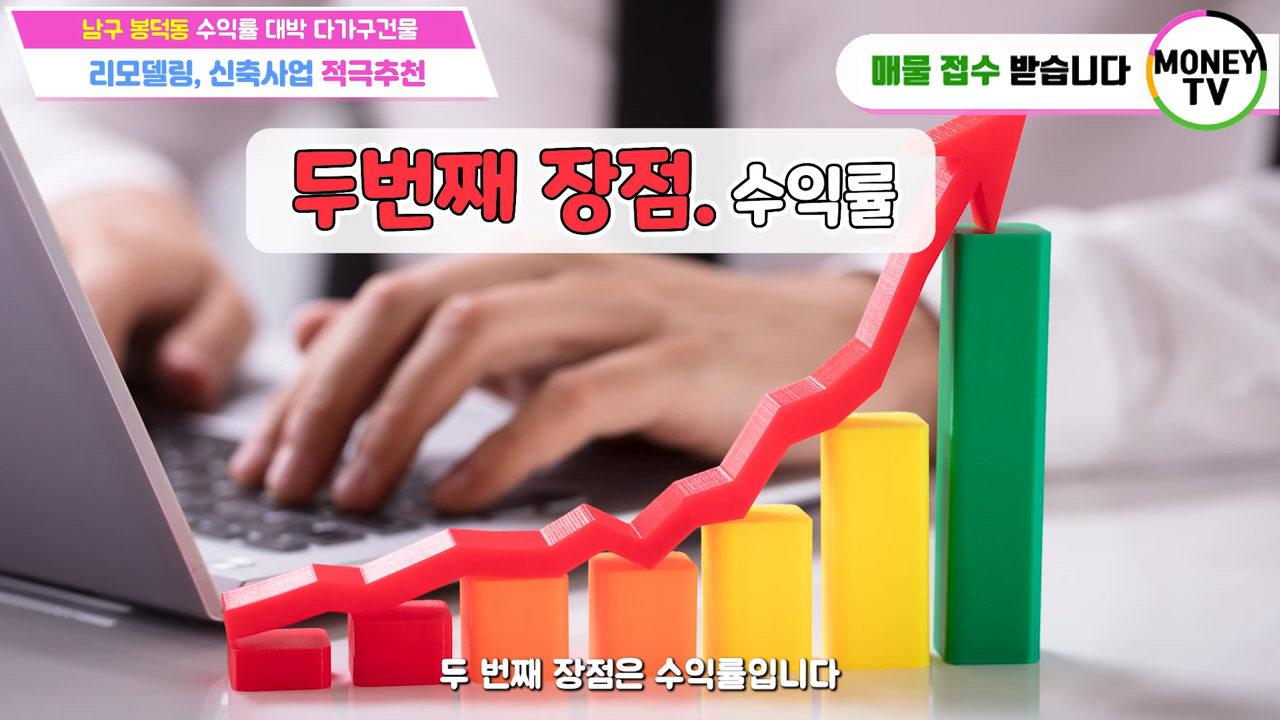 남구 봉덕동 수익률 대박 다가구건물
리모델링, 신축사업 적극추천
매물 접수 받습니다
MONEY
TV
두번째 장점. 수익률
두 번째 장점은 수익률입니다